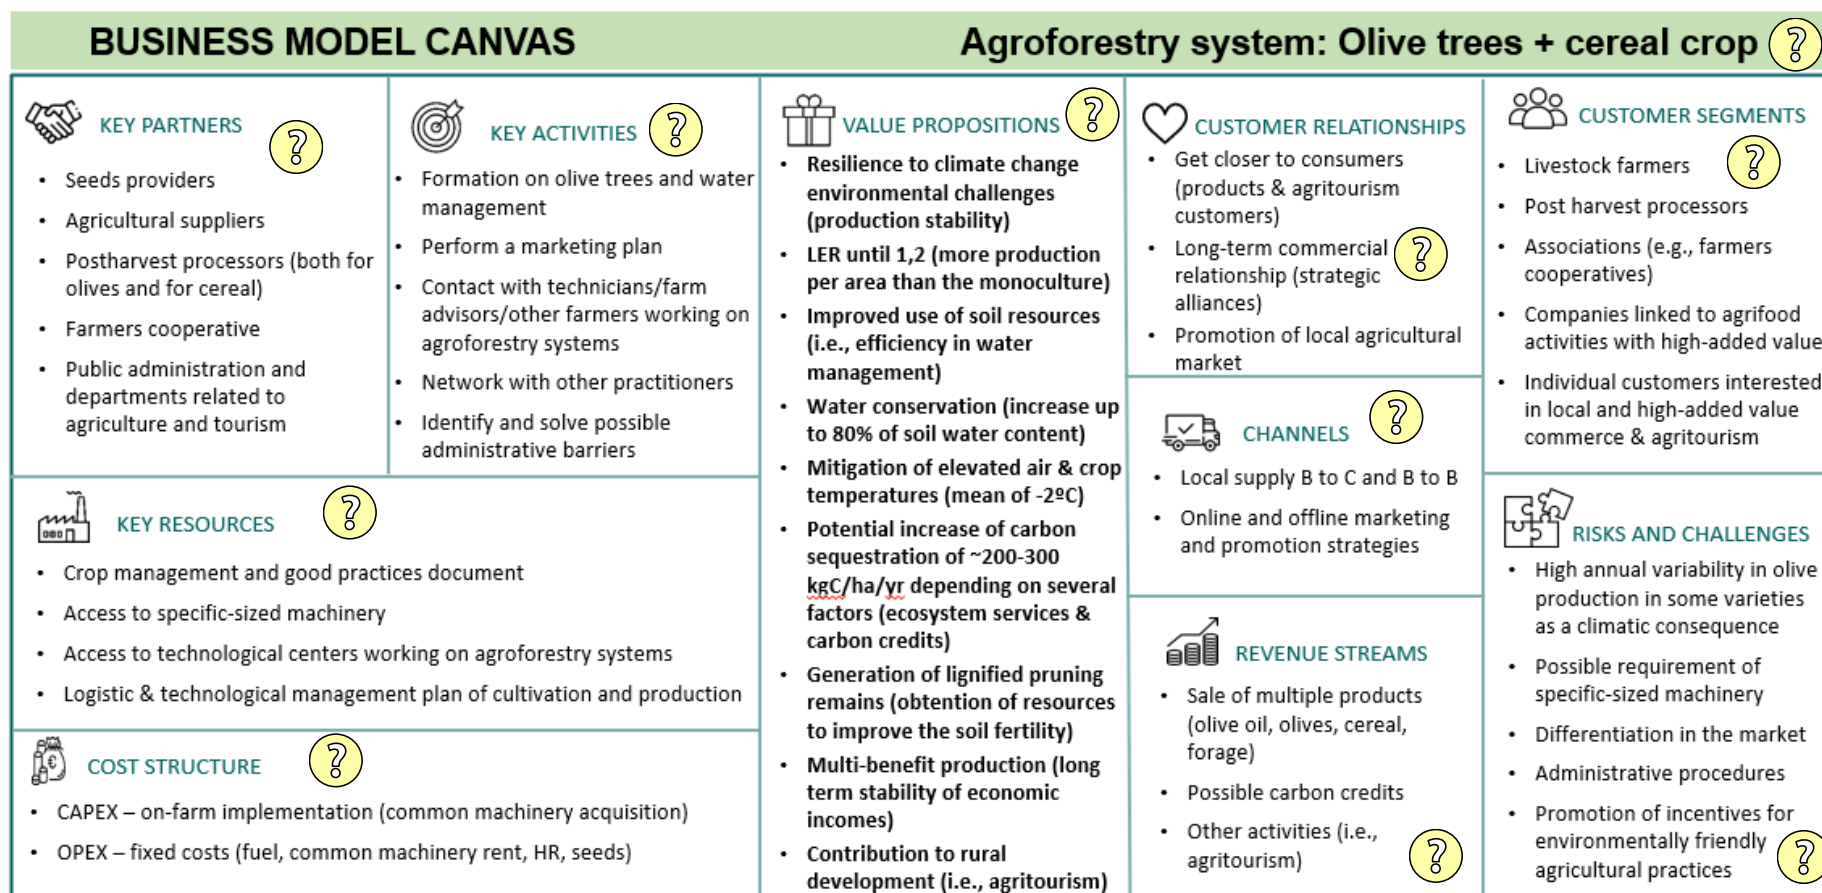 BUSINESS MODEL CANVAS
Agroforestry system: Olive trees + cereal crop
?
KEY PARTNERS
?
• Seeds providers
• Agricultural suppliers
• Postharvest processors (both for
olives and for cereal)
• Farmers cooperative
• Public administration and
departments related to
agriculture and tourism
KEY ACTIVITIES
?
• Formation on olive trees and water
management
• Perform a marketing plan
• Contact with technicians/farm
advisors/other farmers working on
agroforestry systems
• Network with other practitioners
• Identify and solve possible
administrative barriers
KEY RESOURCES
?
• Crop management and good practices document
• Access to specific-sized machinery
• Access to technological centers working on agroforestry systems
• Logistic & technological management plan of cultivation and production
COST STRUCTURE
?
• CAPEX – on-farm implementation (common machinery acquisition)
• OPEX – fixed costs (fuel, common machinery rent, HR, seeds)
VALUE PROPOSITIONS
?
• Resilience to climate change
environmental challenges
(production stability)
• LER until 1,2 (more production
per area than the monoculture)
• Improved use of soil resources
(i.e., efficiency in water
management)
• Water conservation (increase up
to 80% of soil water content)
• Mitigation of elevated air & crop
temperatures (mean of -2ºC)
• Potential increase of carbon
sequestration of ~200-300
kgC/ha/yr depending on several
factors (ecosystem services &
carbon credits)
• Generation of lignified pruning
remains (obtention of resources
to improve the soil fertility)
• Multi-benefit production (long
term stability of economic
incomes)
• Contribution to rural
development (i.e., agritourism)
CUSTOMER RELATIONSHIPS
• Get closer to consumers
(products & agritourism
customers)
• Long-term commercial
relationship (strategic
alliances)
?
• Promotion of local agricultural
market
CHANNELS
?
• Local supply B to C and B to B
• Online and offline marketing
and promotion strategies
REVENUE STREAMS
• Sale of multiple products
(olive oil, olives, cereal,
forage)
• Possible carbon credits
• Other activities (i.e.,
agritourism)
?
CUSTOMER SEGMENTS
?
• Livestock farmers
• Post harvest processors
• Associations (e.g., farmers
cooperatives)
• Companies linked to agrifood
activities with high-added value
• Individual customers interested
in local and high-added value
commerce & agritourism
RISKS AND CHALLENGES
• High annual variability in olive
production in some varieties
as a climatic consequence
• Possible requirement of
specific-sized machinery
• Differentiation in the market
• Administrative procedures
• Promotion of incentives for
environmentally friendly
agricultural practices
?